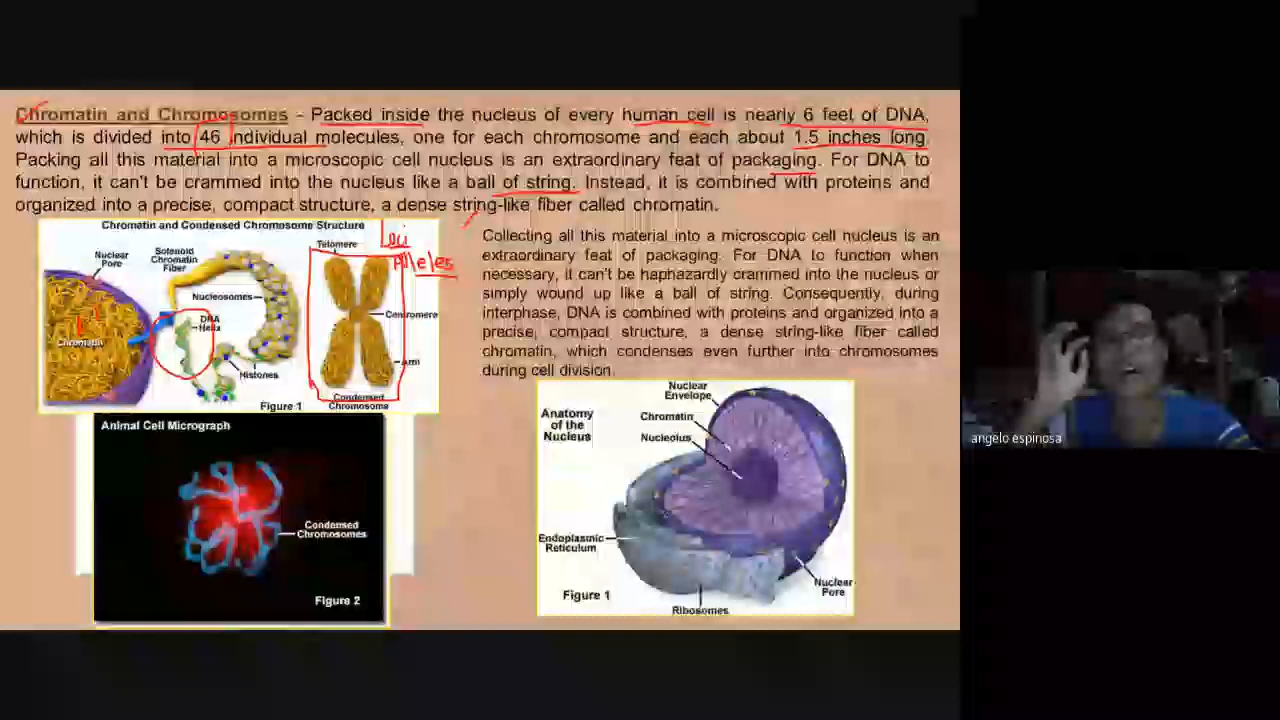 Chromatin and Chromosomes - Packed inside the nucleus of every human cell is nearly 6 feet of DNA,
which is divided into 46 individual molecules, one for each chromosome and each about 1.5 inches long.
Packing all this material into a microscopic cell nucleus is an extraordinary feat of packaging. For DNA to
function, it can't be crammed into the nucleus like a ball of string. Instead, it is combined with proteins and
organized into a precise, compact structure, a dense string-like fiber called chromatin.
Chromatin and Condensed Chromosome Structure
Loci
Alleles
Nuclear
Pore
Solenoid
Chromatin
Fiber
Telomere
Nucleosomes
DNA
Helix
Centromere
Chromatin
Arm
Histones
Condensed
Chromosome
Figure 1
Collecting all this material into a microscopic cell nucleus is an
extraordinary feat of packaging. For DNA to function when
necessary, it can't be haphazardly crammed into the nucleus or
simply wound up like a ball of string. Consequently, during
interphase, DNA is combined with proteins and organized into a
precise, compact structure, a dense string-like fiber called
chromatin, which condenses even further into chromosomes
during cell division.
Animal Cell Micrograph
Condensed
Chromosomes
Figure 2
Anatomy
of the
Nucleus
Nuclear
Envelope
Chromatin
Nucleolus
Endoplasmic
Reticulum
Nuclear
Pore
Figure 1
Ribosomes
angelo espinosa